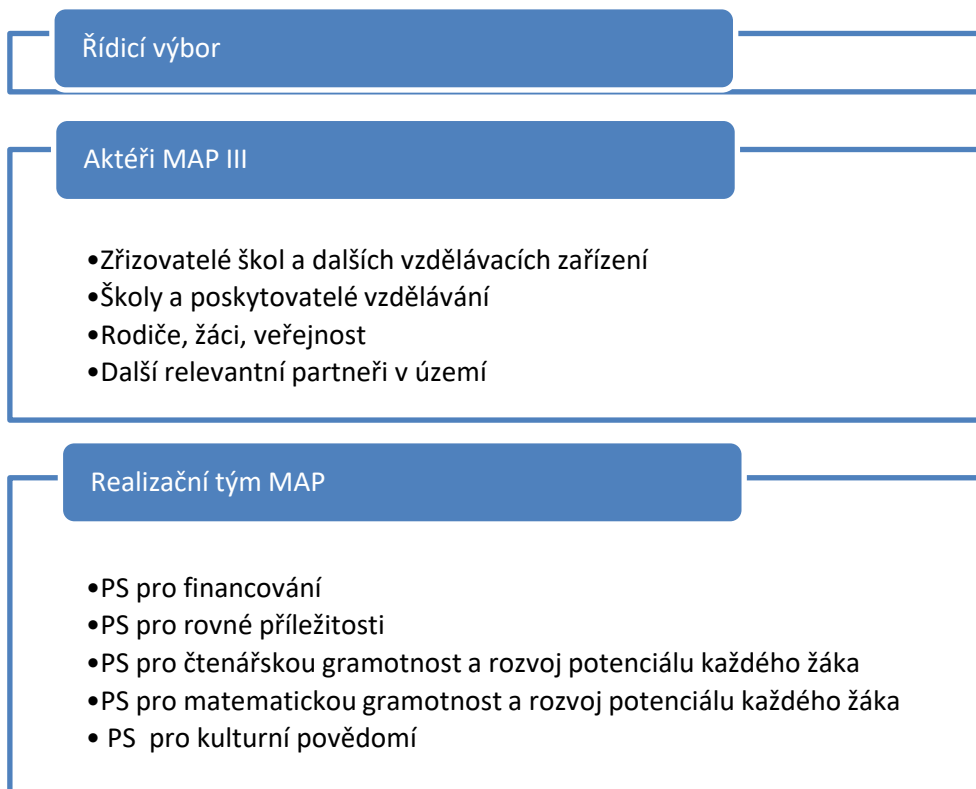 Řídicí výbor
Aktéři MAP III
•Zřizovatelé škol a dalších vzdělávacích zařízení
•Školy a poskytovatelé vzdělávání
•Rodiče, žáci, veřejnost
•Další relevantní partneři v území
Realizační tým MAP
•PS pro financování
•PS pro rovné příležitosti
•PS pro čtenářskou gramotnost a rozvoj potenciálu každého žáka
•PS pro matematickou gramotnost a rozvoj potenciálu každého žáka
• PS  pro kulturní povědomí